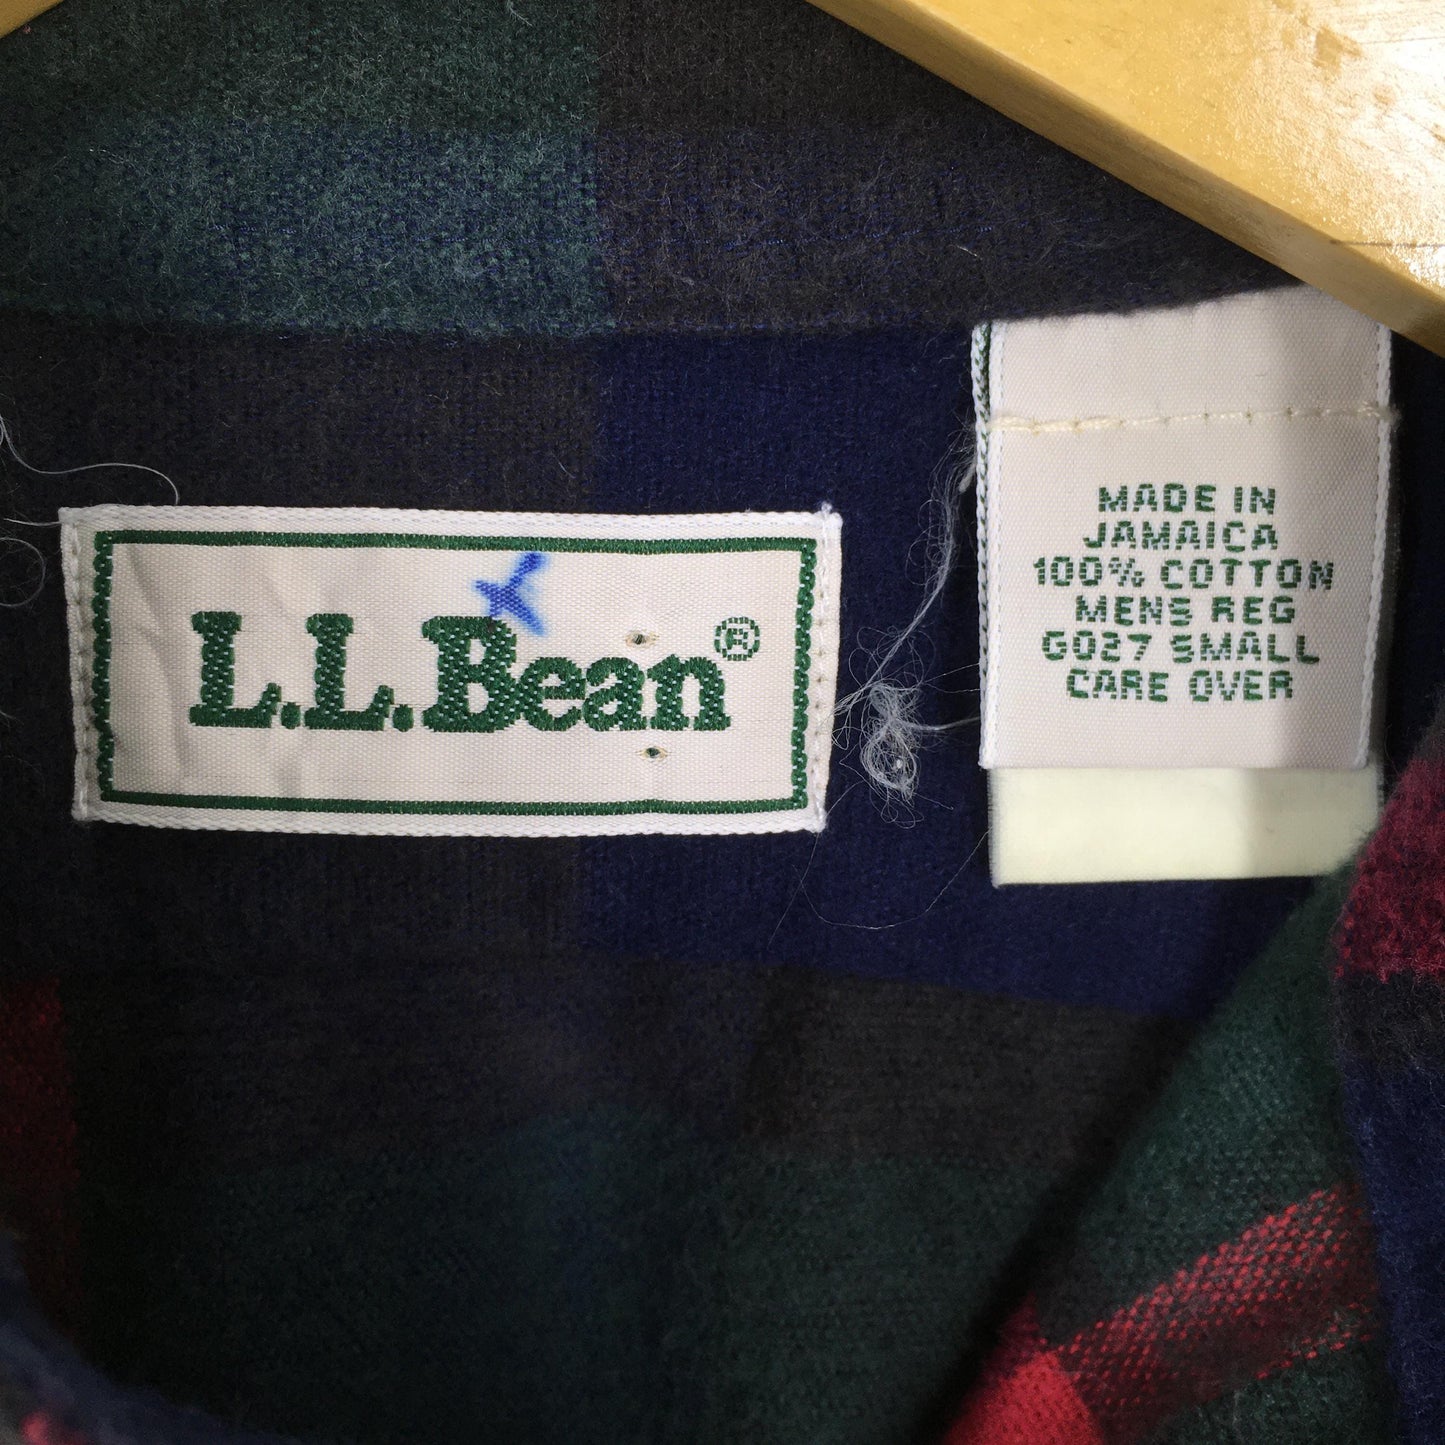 L.L.Bean®
MADE IN
JAMAICA
100% COTTON
MENS REG
G027 SMALL
CARE OVER